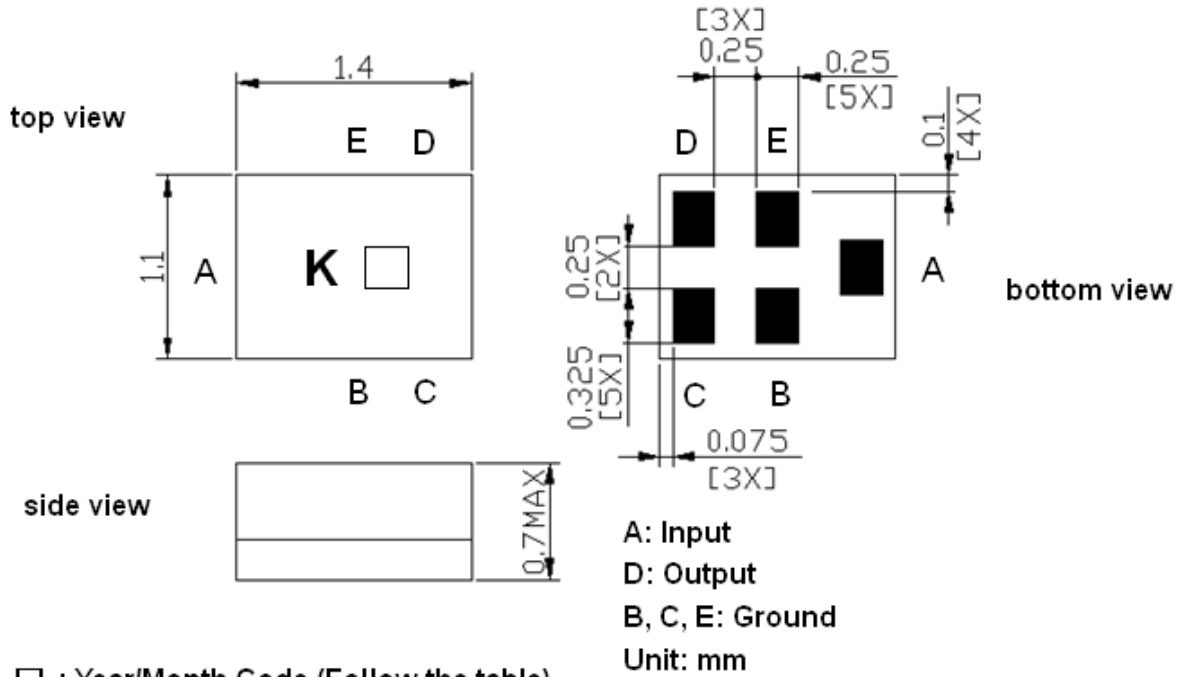 top view
1.4
E D
1.1
A
K
B C
side view
0.7MAX
[3X]
0.25
0.25
[5X]
0.1
[4X]
D E
0.25
[2X]
A
bottom view
0.325
[5X]
C B
0.075
[3X]
A: Input
D: Output
B, C, E: Ground
Unit: mm
: Year/Month Code (Follow the table)